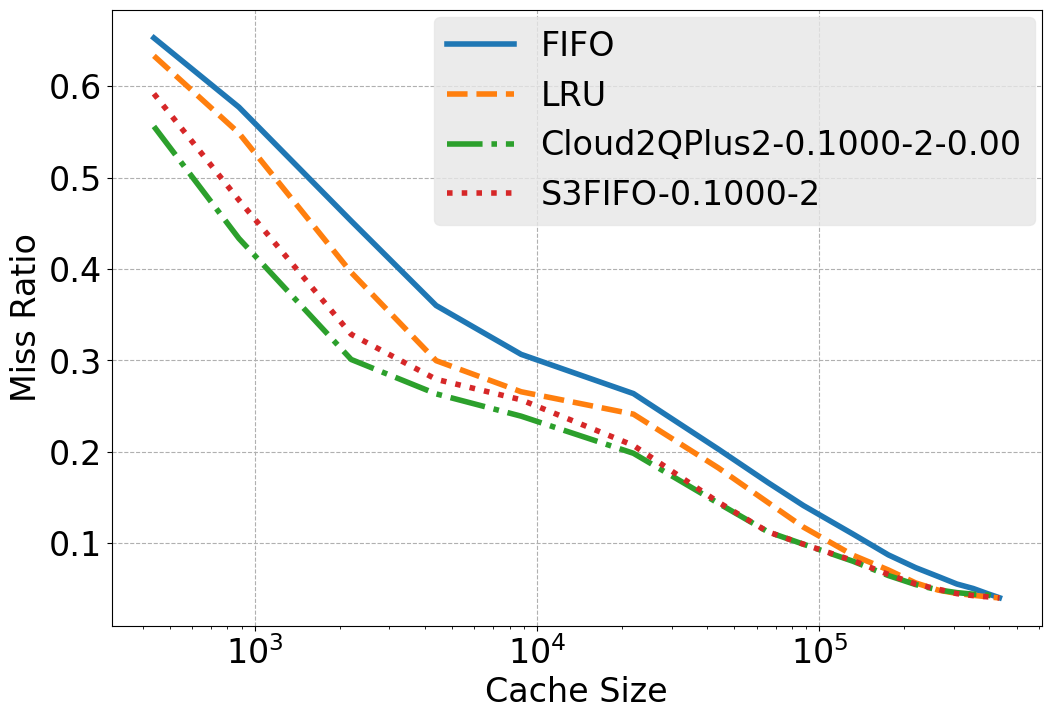 FIFO
LRU
Cloud2QPlus2-0.1000-2-0.00
S3FIFO-0.1000-2
Miss Ratio
0.6
0.5
0.4
0.3
0.2
0.1
10³ 10⁴ 10⁵
Cache Size